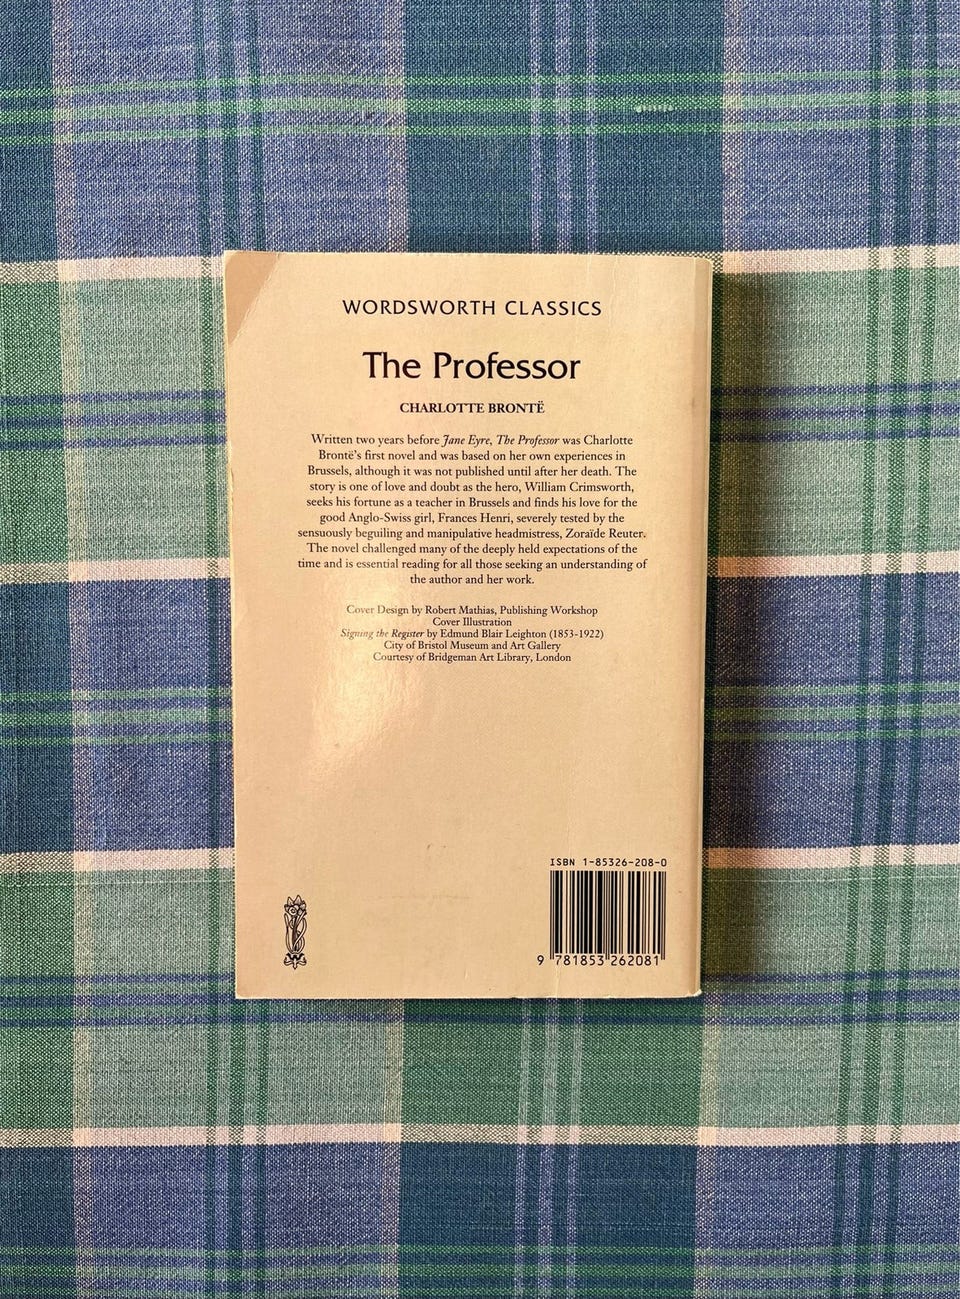 WORDSWORTH CLASSICS
The Professor
CHARLOTTE BRONTË
Written two years before Jane Eyre, The Professor was Charlotte
Brontë's first novel and was based on her own experiences in
Brussels, although it was not published until after her death. The
story is one of love and doubt as the hero, William Crimsworth,
seeks his fortune as a teacher in Brussels and finds his love for the
good Anglo-Swiss girl, Frances Henri, severely tested by the
sensuously beguiling and manipulative headmistress, Zoraïde Reuter.
The novel challenged many of the deeply held expectations of the
time and is essential reading for all those seeking an understanding of
the author and her work.
Cover Design by Robert Mathias, Publishing Workshop
Cover Illustration
Signing the Register by Edmund Blair Leighton (1853-1922)
City of Bristol Museum and Art Gallery
Courtesy of Bridgeman Art Library, London
ISBN 1-85326-208-0
9 781853 262081